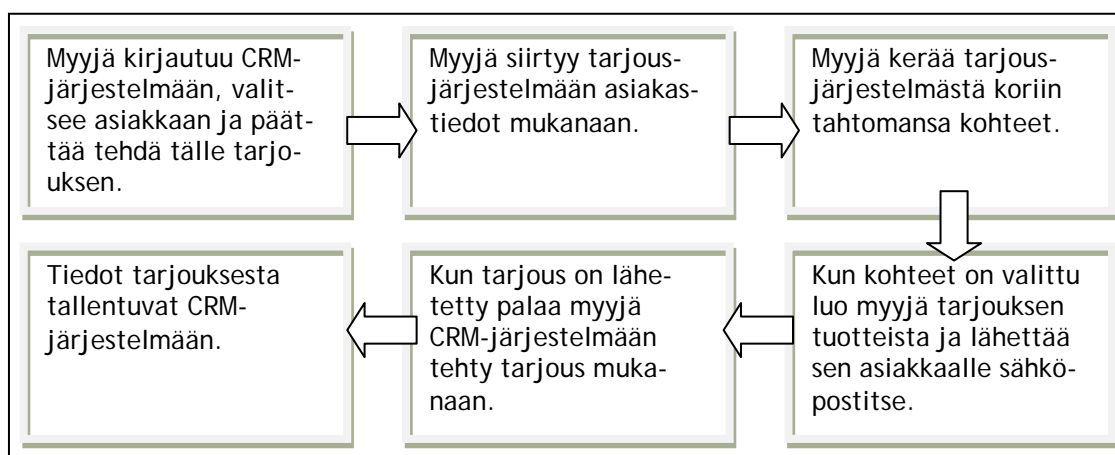 Myyjä kirjautuu CRM-
järjestelmään, valit-
see asiakkaan ja päät-
tää tehdä tälle tarjo-
uksen.
Myyjä siirtyy tarjous-
järjestelmään asiakas-
tiedot mukanaan.
Myyjä kerää tarjous-
järjestelmästä koriin
tahtomansa kohteet.
Kun kohteet on valittu
luo myyjä tarjouksen
tuotteista ja lähettää
sen asiakkaalle sähkö-
postitse.
Kun tarjous on lähe-
tetty palaa myyjä
CRM-järjestelmään
tehty tarjous muka-
naan.
Tiedot tarjouksesta
tallentuvat CRM-
järjestelmään.